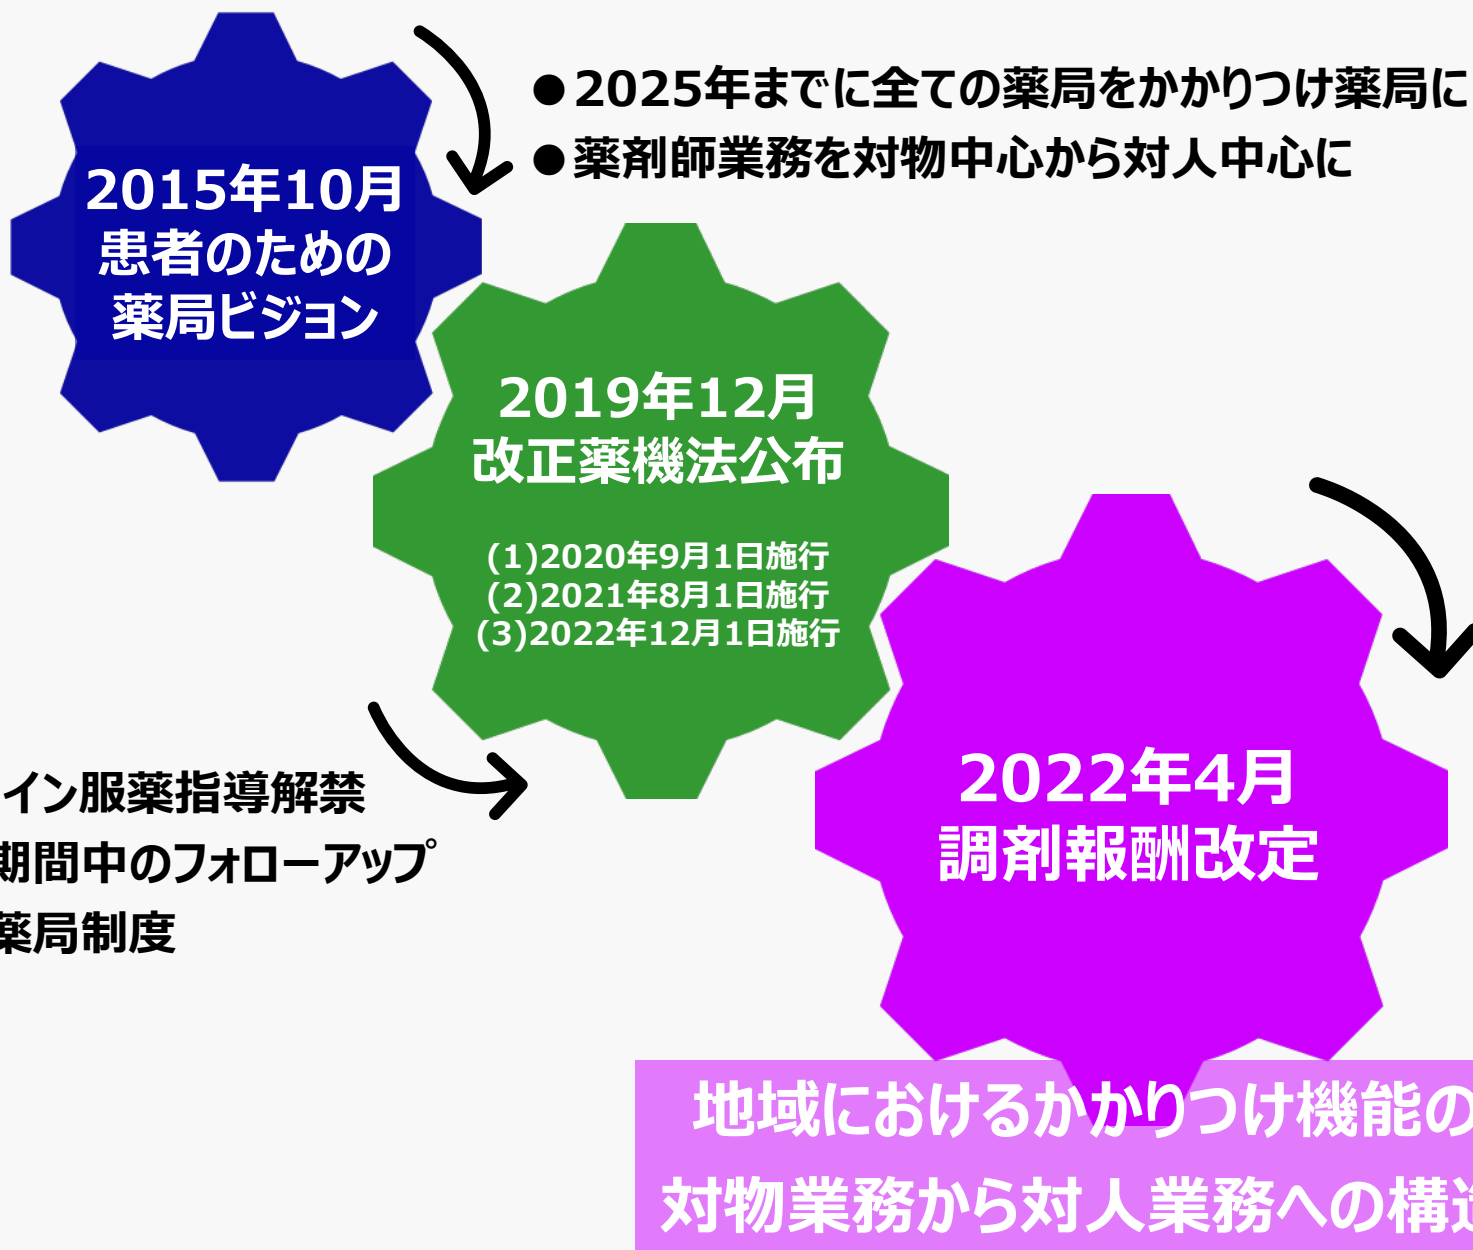 ● 2025年までに全ての薬局をかかりつけ薬局に
● 薬剤師業務を対物中心から対人中心に
2015年10月
患者のための
薬局ビジョン
2019年12月
改正薬機法公布
(1)2020年9月1日施行
(2)2021年8月1日施行
(3)2022年12月1日施行
イン服薬指導解禁
期間中のフォローアップ
薬局制度
2022年4月
調剤報酬改定
地域におけるかかりつけ機能の
対物業務から対人業務への構造